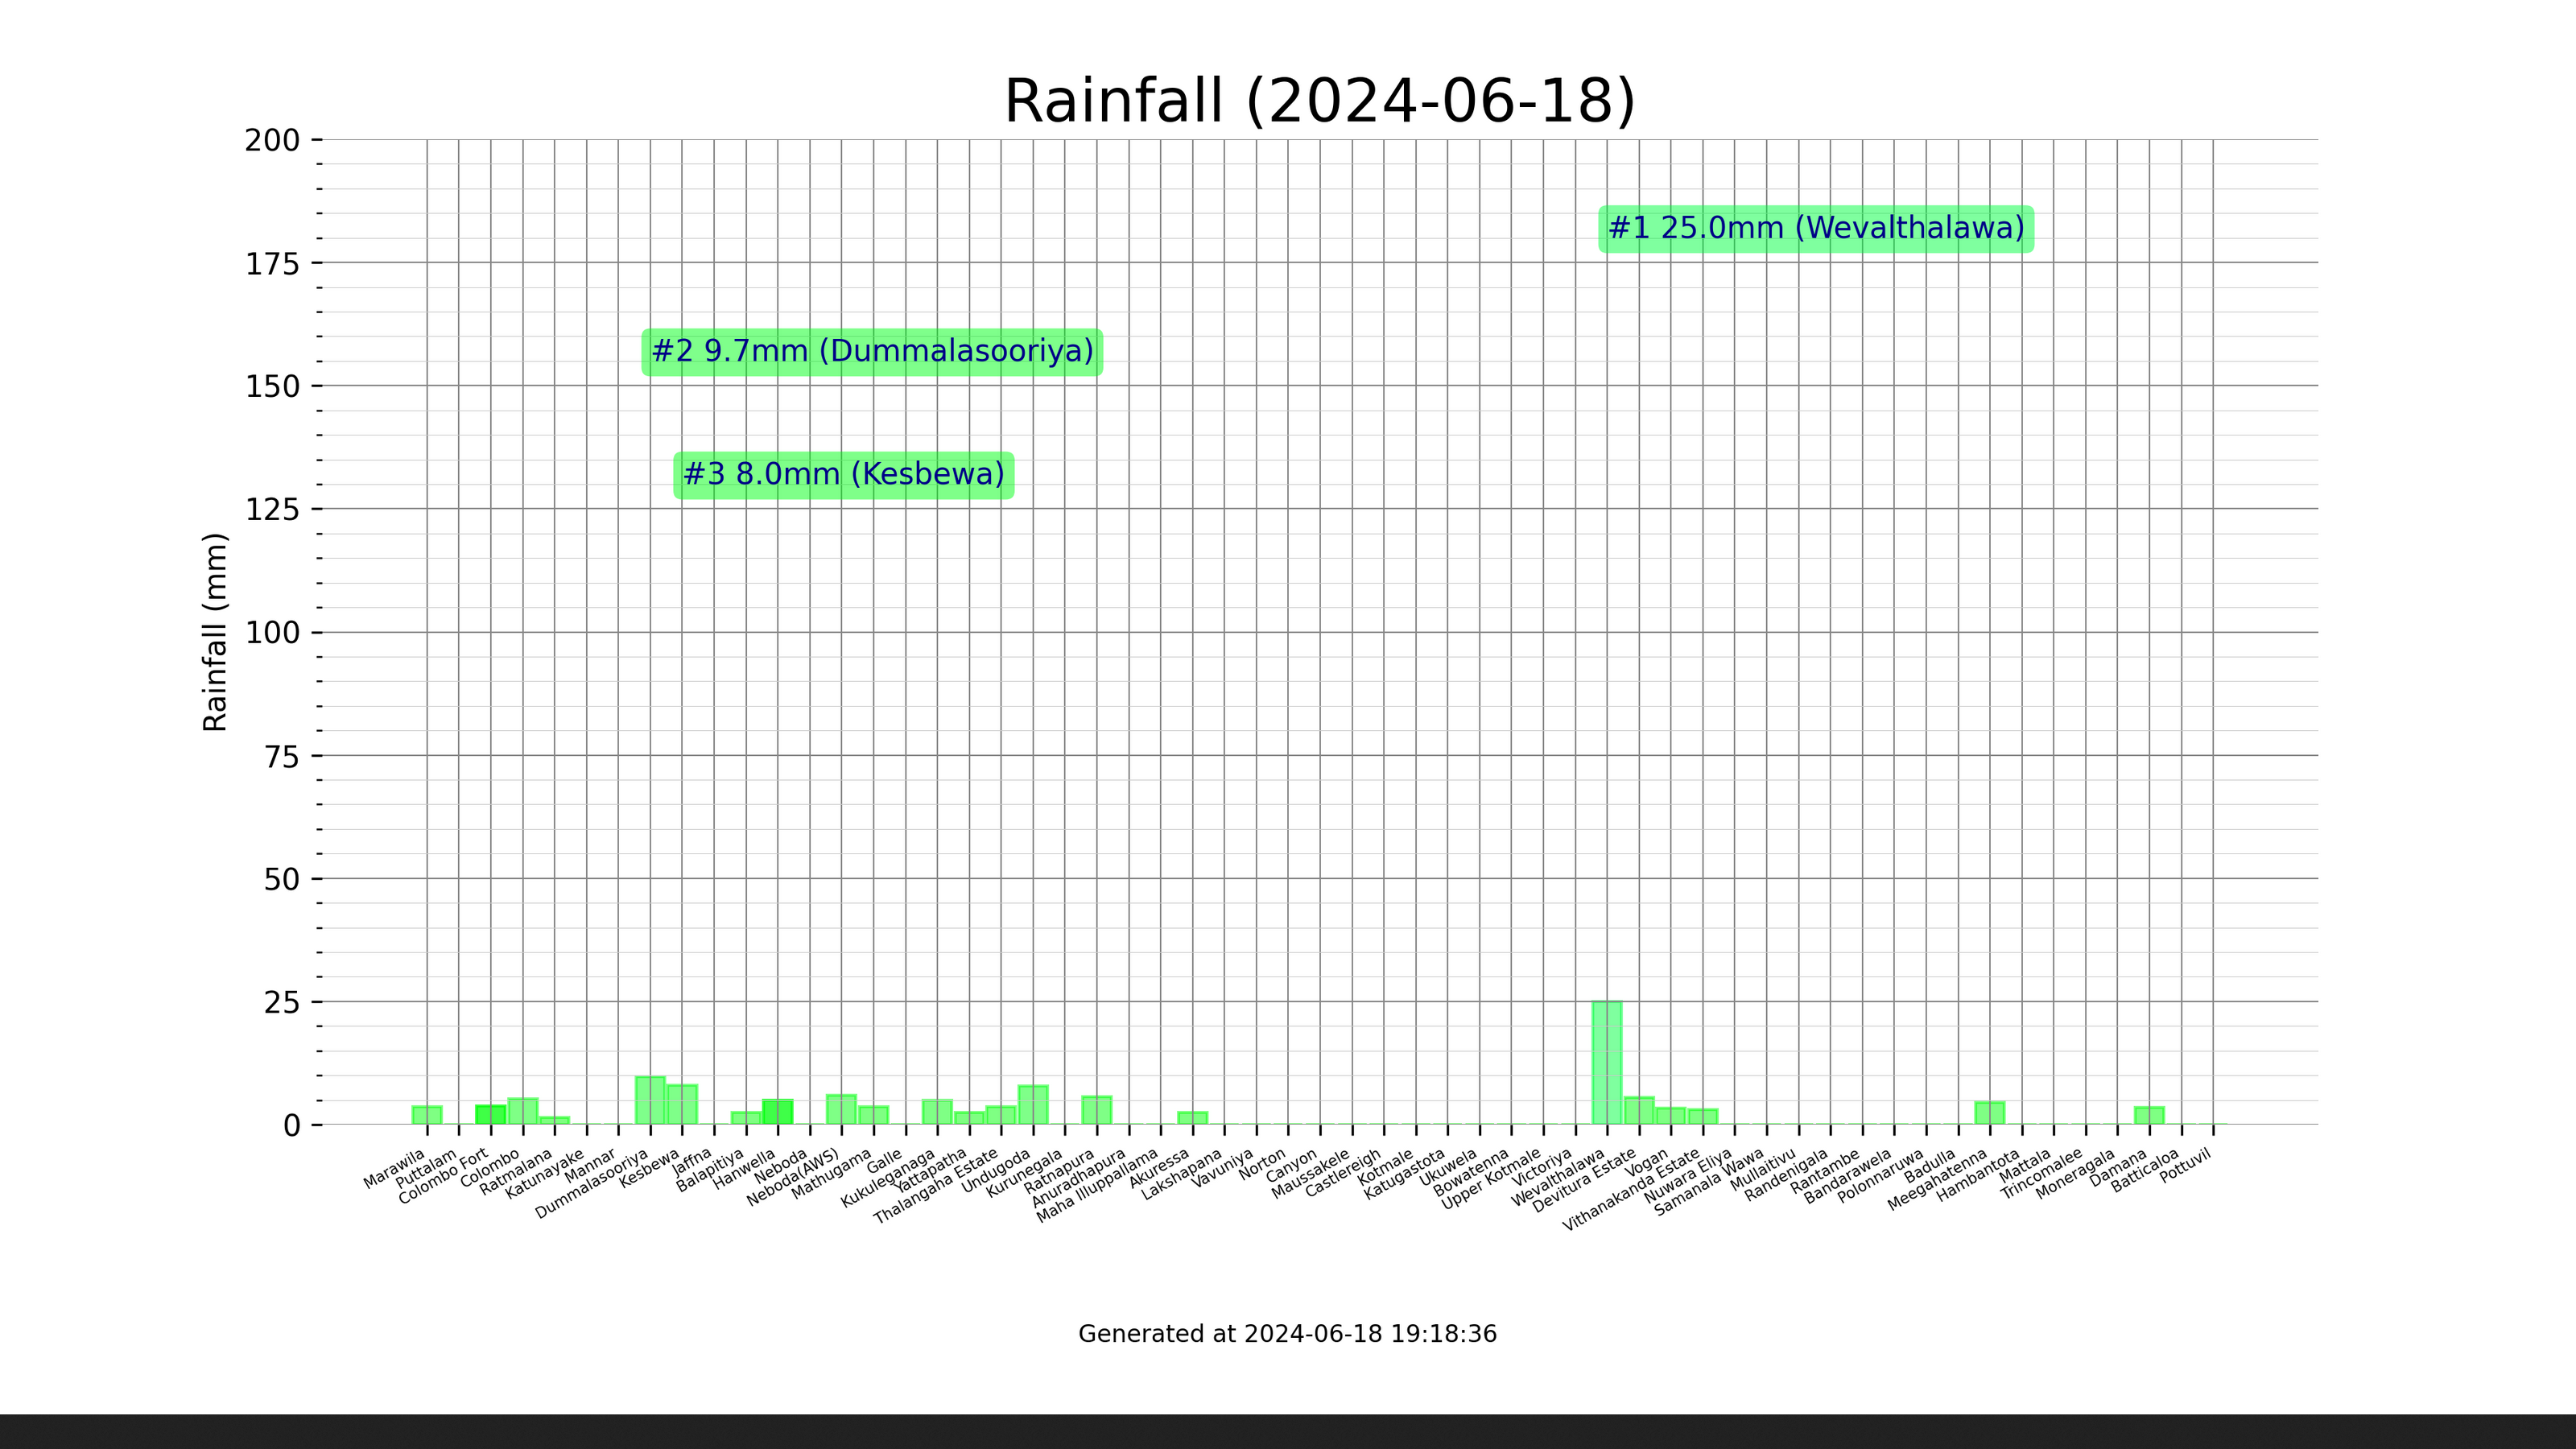 Rainfall (2024-06-18)
200
175
150
125
100
75
50
25
0
Rainfall (mm)
#1 25.0mm (Wevalthalawa)
#2 9.7mm (Dummalasooriya)
#3 8.0mm (Kesbewa)
Marawila
Puttalam
Colombo Fort
Colombo
Ratmalana
Katunayake
Mannar
Dummalasooriya
Kesbewa
Jaffna
Balapitiya
Hanwella
Neboda
Neboda(AWS)
Mathugama
Galle
Kukuleganaga
Yattapatha
Thalangaha Estate
Undugoda
Kurunegala
Ratnapura
Anuradhapura
Maha Illuppallama
Akuressa
Lakshapana
Vavuniya
Norton
Canyon
Maussakele
Castlereigh
Kotmale
Katugastota
Ukuwela
Bowatenna
Upper Kotmale
Victoriya
Wevalthalawa
Devitura Estate
Vogan
Vithanakanda Estate
Nuwara Eliya
Samanala Wawa
Mullaitivu
Randenigala
Rantambe
Bandarawela
Polonnaruwa
Badulla
Meegahatenna
Hambantota
Mattala
Trincomalee
Moneragala
Damana
Batticaloa
Pottuvil
Generated at 2024-06-18 19:18:36